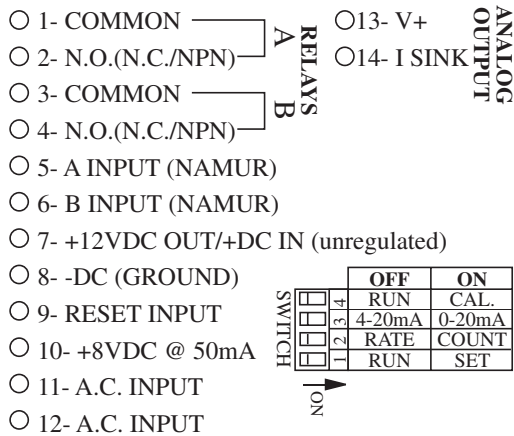 1- COMMON
2- N.O.(N.C./NPN)
A
3- COMMON
4- N.O.(N.C./NPN)
B
RELAYS
5- A INPUT (NAMUR)
6- B INPUT (NAMUR)
7- +12VDC OUT/+DC IN (unregulated)
8- -DC (GROUND)
9- RESET INPUT
10- +8VDC @ 50mA
11- A.C. INPUT
12- A.C. INPUT
13- V+
14- I SINK
ANALOG
OUTPUT
SWITCH
OFF ON
4 RUN CAL.
3 4-20mA 0-20mA
2 RATE COUNT
1 RUN SET
ON